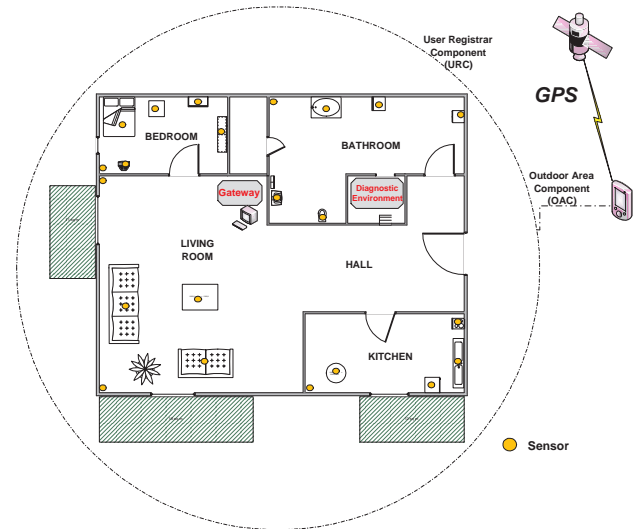 User Registrar
Component
(URC)
GPS
BEDROOM
BATHROOM
Gateway
Diagnostic
Environment
Outdoor Area
Component
(OAC)
LIVING
ROOM
HALL
KITCHEN
Sensor